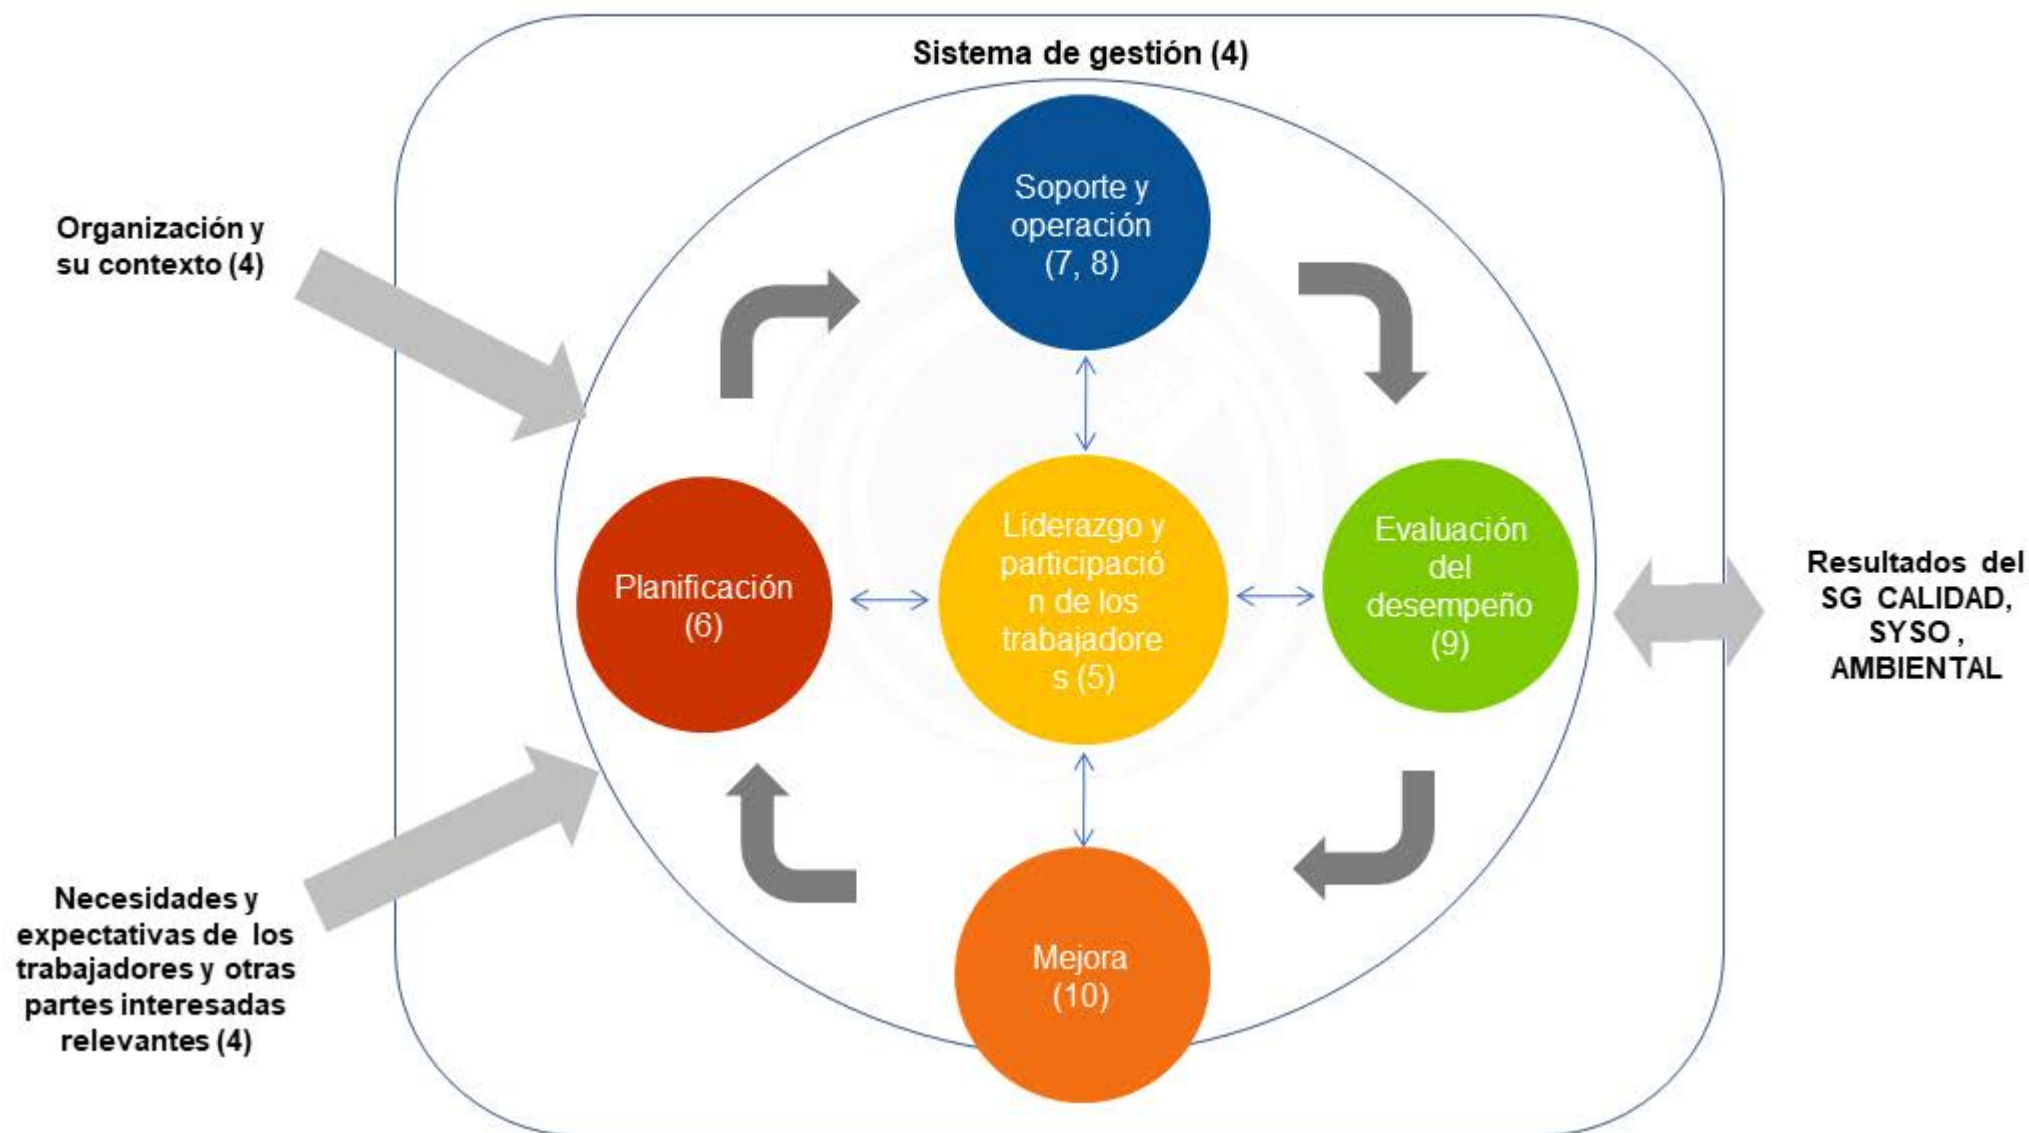 Sistema de gestión (4)
Organización y
su contexto (4)
Soporte y
operación
(7, 8)
Planificación
(6)
Liderazgo y
participació
n de los
trabajadore
s (5)
Evaluación
del
desempeño
(9)
Resultados del
SG CALIDAD,
SYSO ,
AMBIENTAL
Necesidades y
expectativas de los
trabajadores y otras
partes interesadas
relevantes (4)
Mejora
(10)